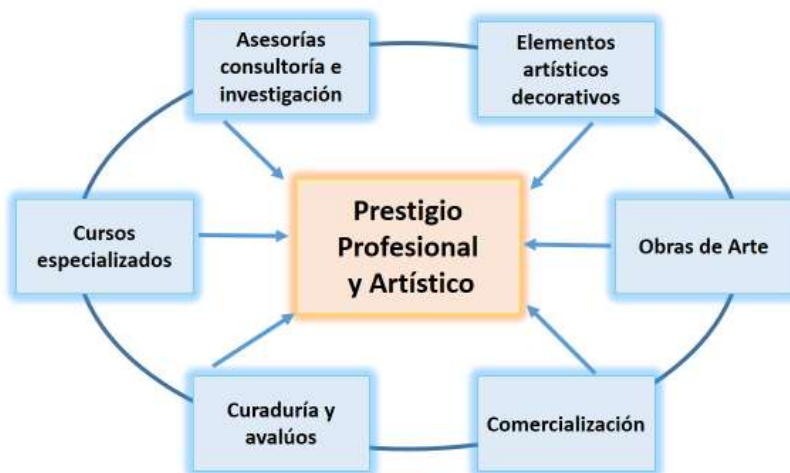 Asesorías
consultoría e
investigación
Elementos
artísticos
decorativos
Cursos
especializados
Prestigio
Profesional
y Artístico
Obras de Arte
Curaduría y
avalúos
Comercialización